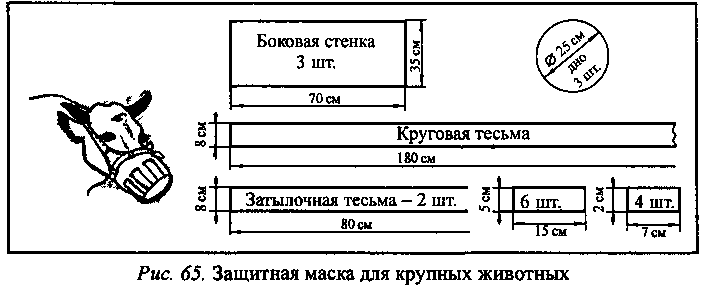 Боковая стенка
3 шт.
35 см
70 см
Ø 25 см
дно
3 шт.
8 см
Круговая тесьма
180 см
8 см
Затылочная тесьма – 2 шт.
80 см
5 см
6 шт.
15 см
2 см
4 шт.
7 см
Рис. 65. Защитная маска для крупных животных